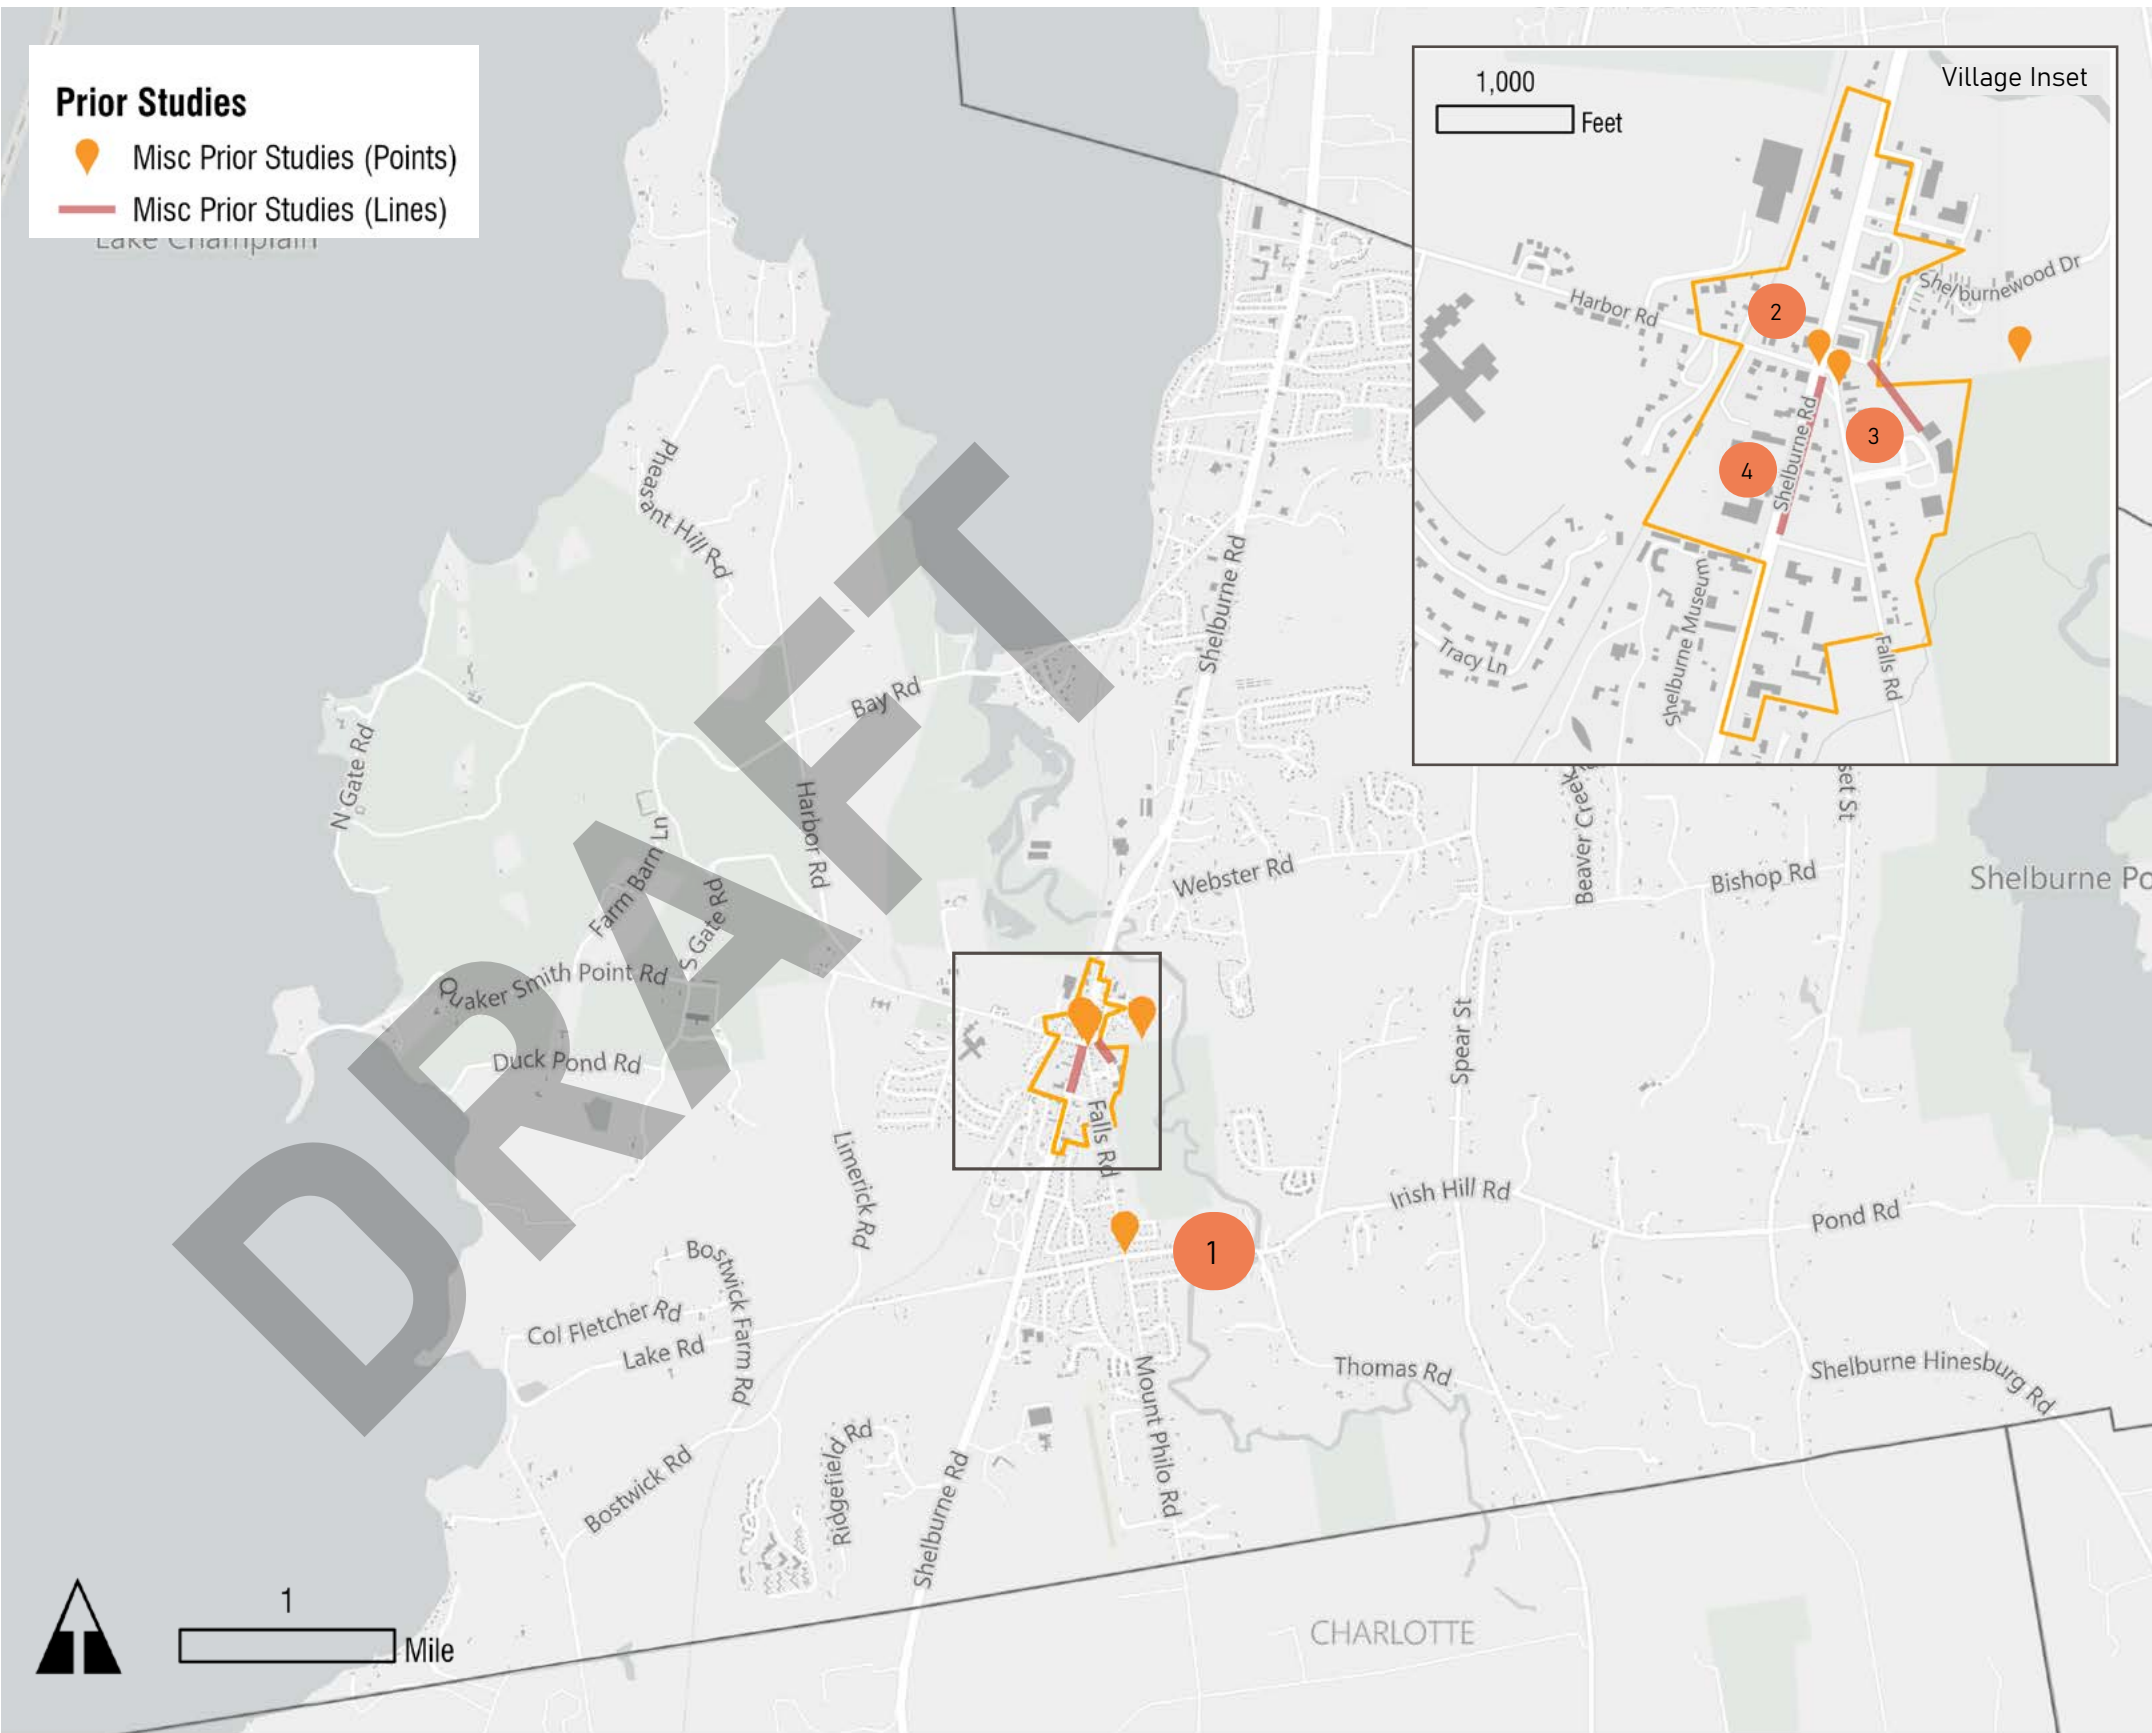 Prior Studies
Misc Prior Studies (Points)
Misc Prior Studies (Lines)
Lake Champlain
Village Inset
1,000
Feet
Harbor Rd
Shelburnewood Dr
2
3
4
Shelburne Rd
Shelburne Museum
Tracy Ln
Falls Rd
Pheasant Hill Rd
Shelburne Rd
Bay Rd
N Gate Rd
Harbor Rd
Farm Barn Ln
S Gate Rd
Webster Rd
Beaver Creek
set St
Bishop Rd
Shelburne Po
Quaker Smith Point Rd
Duck Pond Rd
Spear St
Falls Rd
Limerick Rd
Irish Hill Rd
Pond Rd
1
Bostwick Farm Rd
Col Fletcher Rd
Lake Rd
Thomas Rd
Shelburne Hinesburg Rd
Mount Philo Rd
Ridgefield Rd
Bostwick Rd
Shelburne Rd
CHARLOTTE
1
Mile
DRAFT